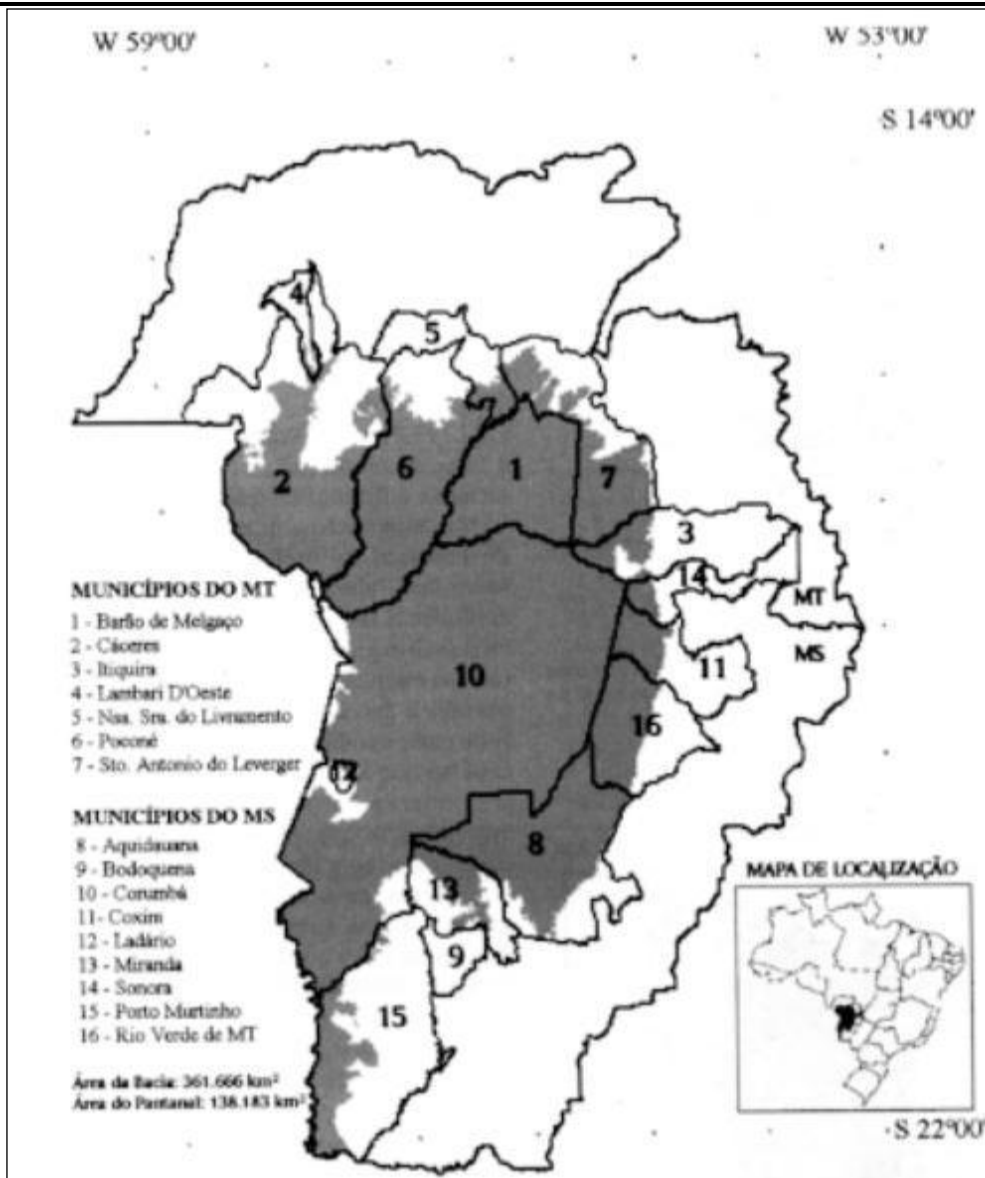 W 59°00'
W 53°00'
S 14°00'
4
5
2
6
1
7
3
14
MT
MS
10
11
16
12
8
13
9
15
MUNICÍPIOS DO MT
1 - Barão de Melgaço
2 - Cáceres
3 - Itiquira
4 - Lambari D'Oeste
5 - Nsa. Sra. do Livramento
6 - Poconé
7 - Sto. Antonio do Leverger
MUNICÍPIOS DO MS
8 - Aquidauana
9 - Bodoquena
10 - Corumbá
11 - Coxim
12 - Ladário
13 - Miranda
14 - Sonora
15 - Porto Murtinho
16 - Rio Verde de MT
Área da Bacia: 361.666 km²
Área do Pantanal: 138.183 km²
MAPA DE LOCALIZAÇÃO
S 22°00'